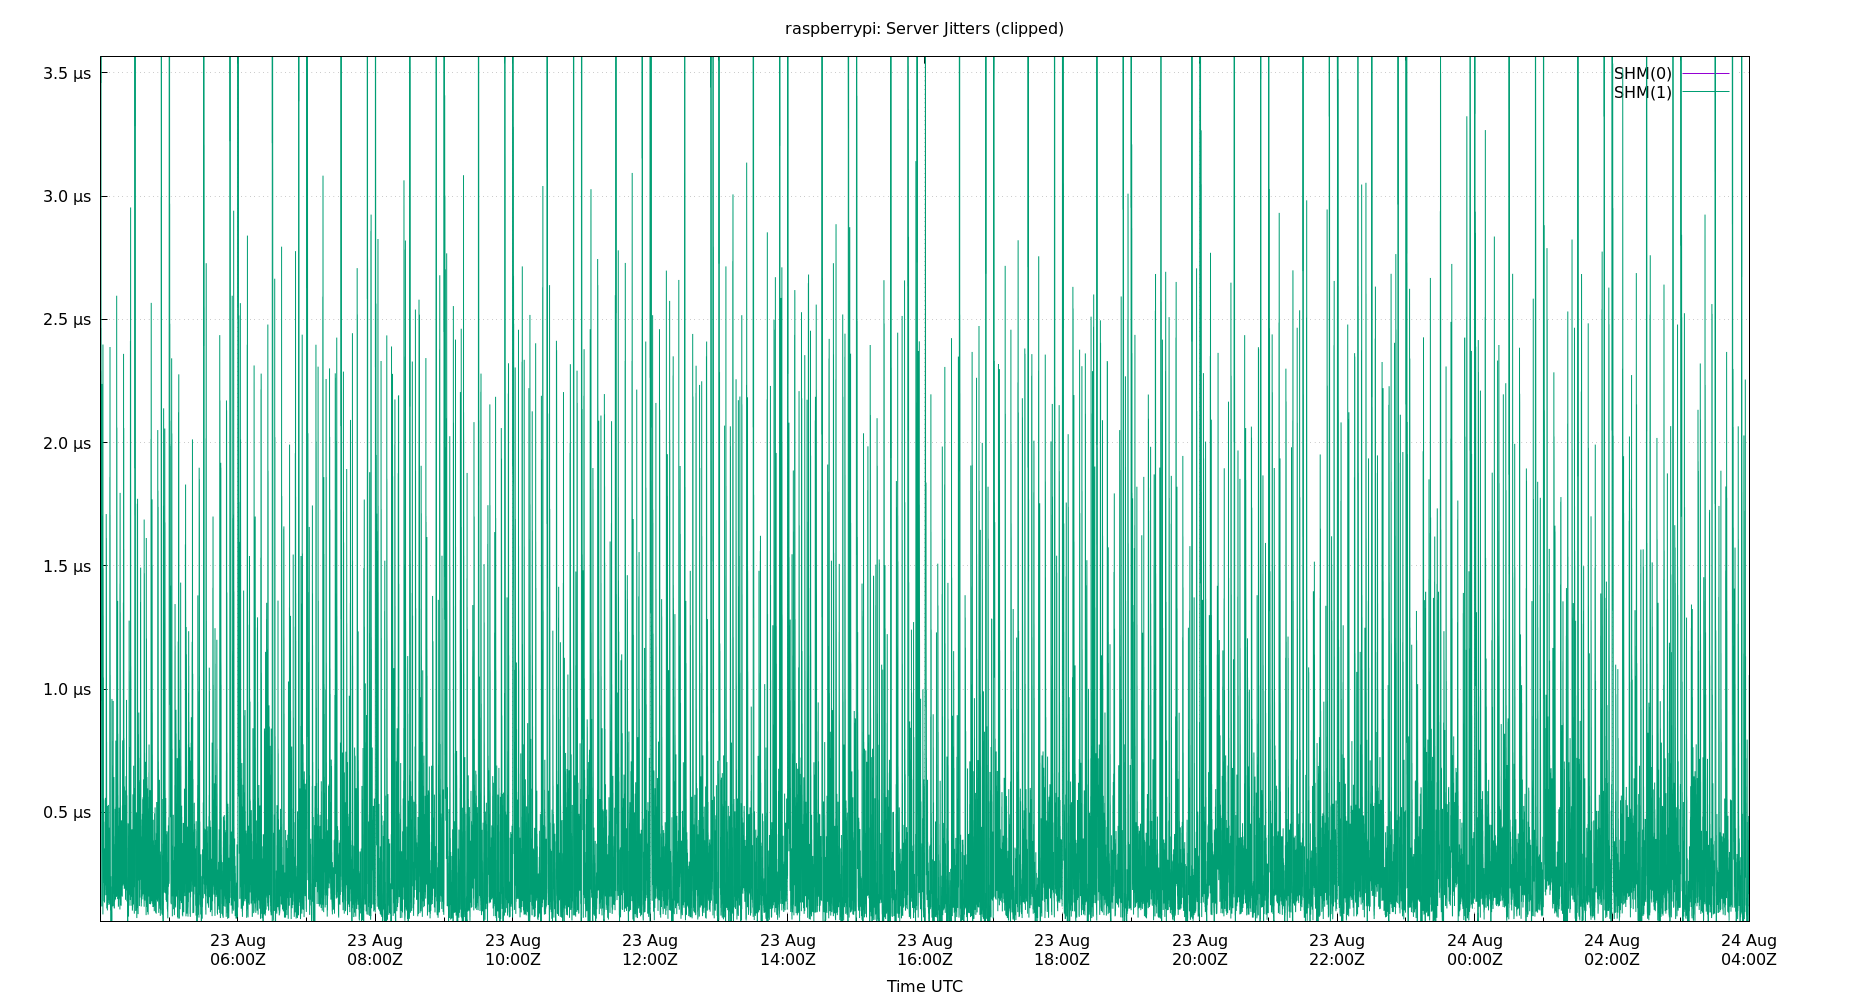 raspberrypi: Server Jitters (clipped)
3.5 µs
3.0 µs
2.5 µs
2.0 µs
1.5 µs
1.0 µs
0.5 µs
SHM(0)
SHM(1)
23 Aug 23 Aug 23 Aug 23 Aug 23 Aug 23 Aug 23 Aug 23 Aug 23 Aug 24 Aug 24 Aug 24 Aug
06:00Z 08:00Z 10:00Z 12:00Z 14:00Z 16:00Z 18:00Z 20:00Z 22:00Z 00:00Z 02:00Z 04:00Z
Time UTC